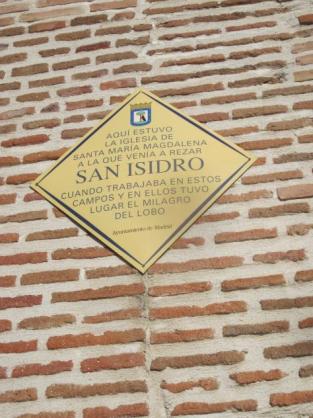 AQUÍ ESTUVO
LA IGLESIA DE
SANTA MARÍA MAGDALENA
A LA QUE VENÍA A REZAR
SAN ISIDRO
CUANDO TRABAJABA EN ESTOS
CAMPOS Y EN ELLOS TUVO
LUGAR EL MILAGRO
DEL LOBO
Ayuntamiento de Madrid